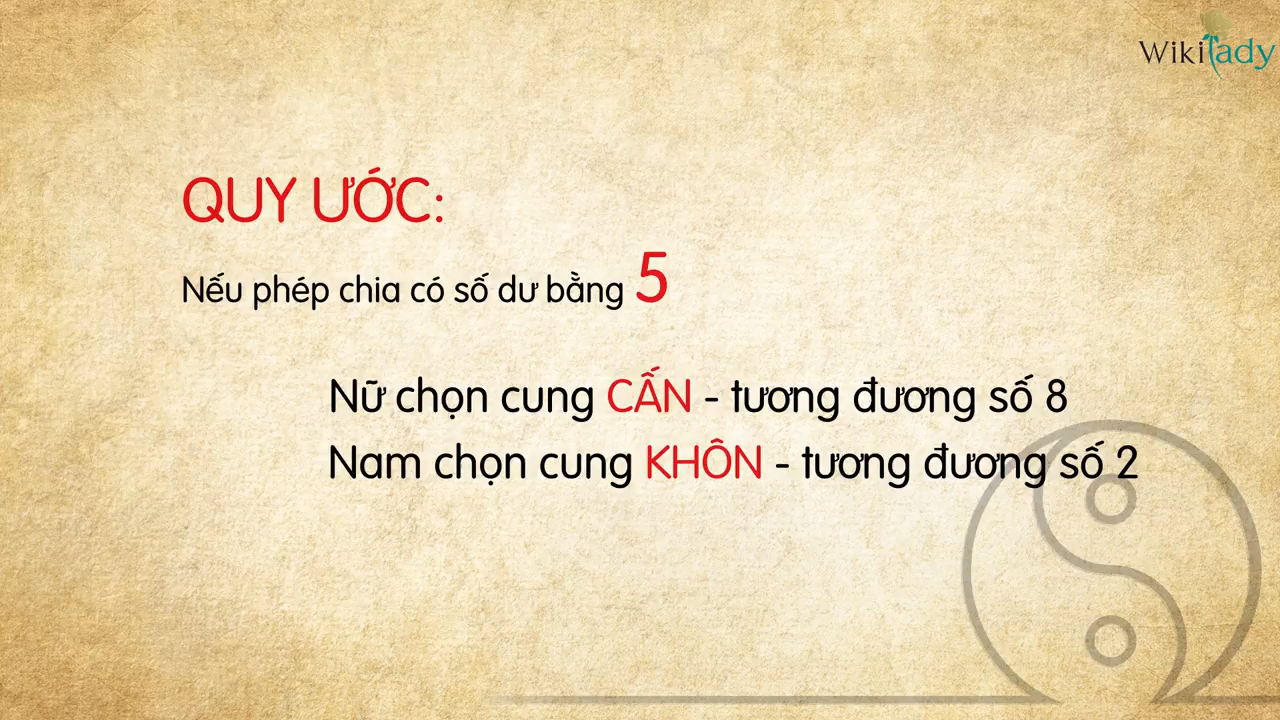 WikiLady
QUY ƯỚC:
Nếu phép chia có số dư bằng 5
Nữ chọn cung CẤN - tương đương số 8
Nam chọn cung KHÔN - tương đương số 2